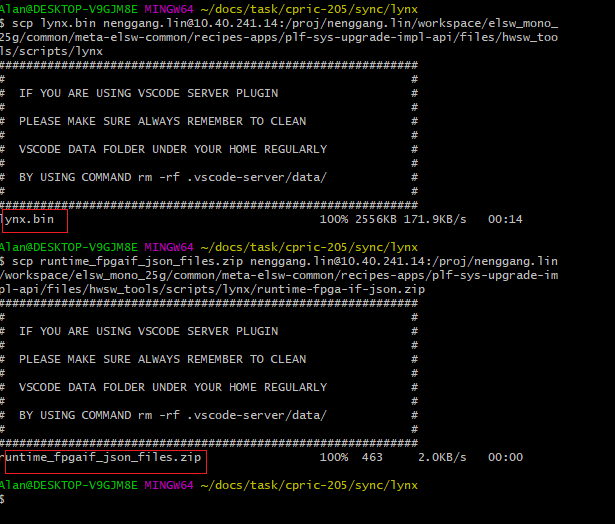 Alan@DESKTOP-V9GJM8E MINGW64 ~/docs/task/cpric-205/sync/lynx
$ scp lynx.bin nenggang.lin@10.40.241.14:/proj/nenggang.lin/workspace/elsw_mono_
25g/common/meta-elsw-common/recipes-apps/plf-sys-upgrade-impl-api/files/hwsw_too
ls/scripts/lynx
###########################################################
#                                                         #
#  IF YOU ARE USING VSCODE SERVER PLUGIN                  #
#                                                         #
#  PLEASE MAKE SURE ALWAYS REMEMBER TO CLEAN              #
#                                                         #
#  VSCODE DATA FOLDER UNDER YOUR HOME REGULARLY           #
#                                                         #
#  BY USING COMMAND rm -rf .vscode-server/data/           #
#                                                         #
###########################################################
lynx.bin                                      100% 2556KB 171.9KB/s   00:14

Alan@DESKTOP-V9GJM8E MINGW64 ~/docs/task/cpric-205/sync/lynx
$ scp runtime_fpgaif_json_files.zip nenggang.lin@10.40.241.14:/proj/nenggang.lin
/workspace/elsw_mono_25g/common/meta-elsw-common/recipes-apps/plf-sys-upgrade-im
pl-api/files/hwsw_tools/scripts/lynx/runtime-fpga-if-json.zip
###########################################################
#                                                         #
#  IF YOU ARE USING VSCODE SERVER PLUGIN                  #
#                                                         #
#  PLEASE MAKE SURE ALWAYS REMEMBER TO CLEAN              #
#                                                         #
#  VSCODE DATA FOLDER UNDER YOUR HOME REGULARLY           #
#                                                         #
#  BY USING COMMAND rm -rf .vscode-server/data/           #
#                                                         #
###########################################################
runtime_fpgaif_json_files.zip                 100%  463     2.0KB/s   00:00

Alan@DESKTOP-V9GJM8E MINGW64 ~/docs/task/cpric-205/sync/lynx
$